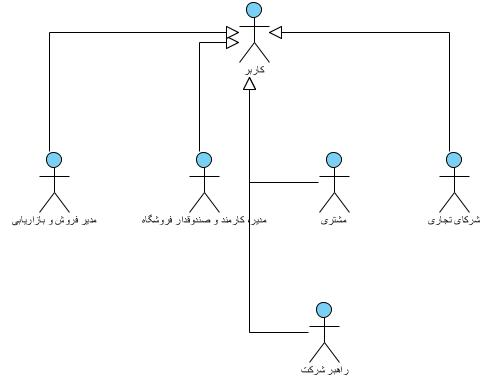 کاربر
مدیر فروش و بازاریابی
مدیر، کارمند و صندوقدار فروشگاه
مشتری
شرکای تجاری
راهبر شرکت